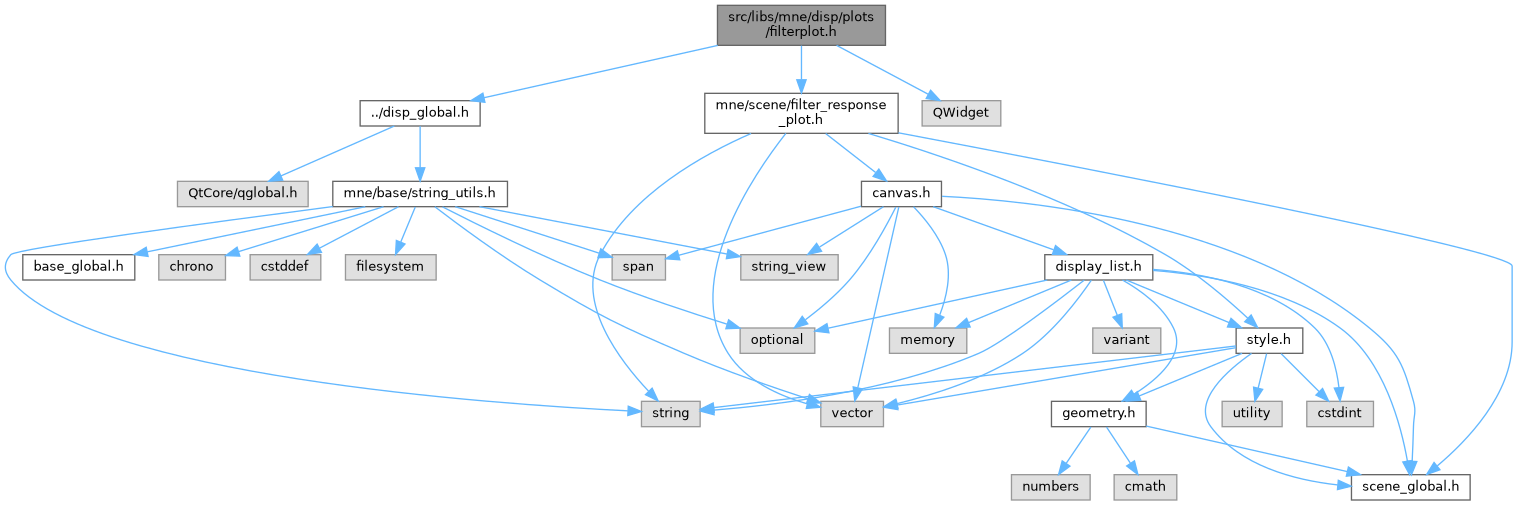 src/libs/mne/disp/plots
/filterplot.h
../disp_global.h
mne/scene/filter_response
_plot.h
QWidget
QtCore/qglobal.h
mne/base/string_utils.h
canvas.h
base_global.h
chrono
cstddef
filesystem
span
string_view
display_list.h
optional
memory
variant
style.h
string
vector
geometry.h
utility
cstdint
numbers
cmath
scene_global.h